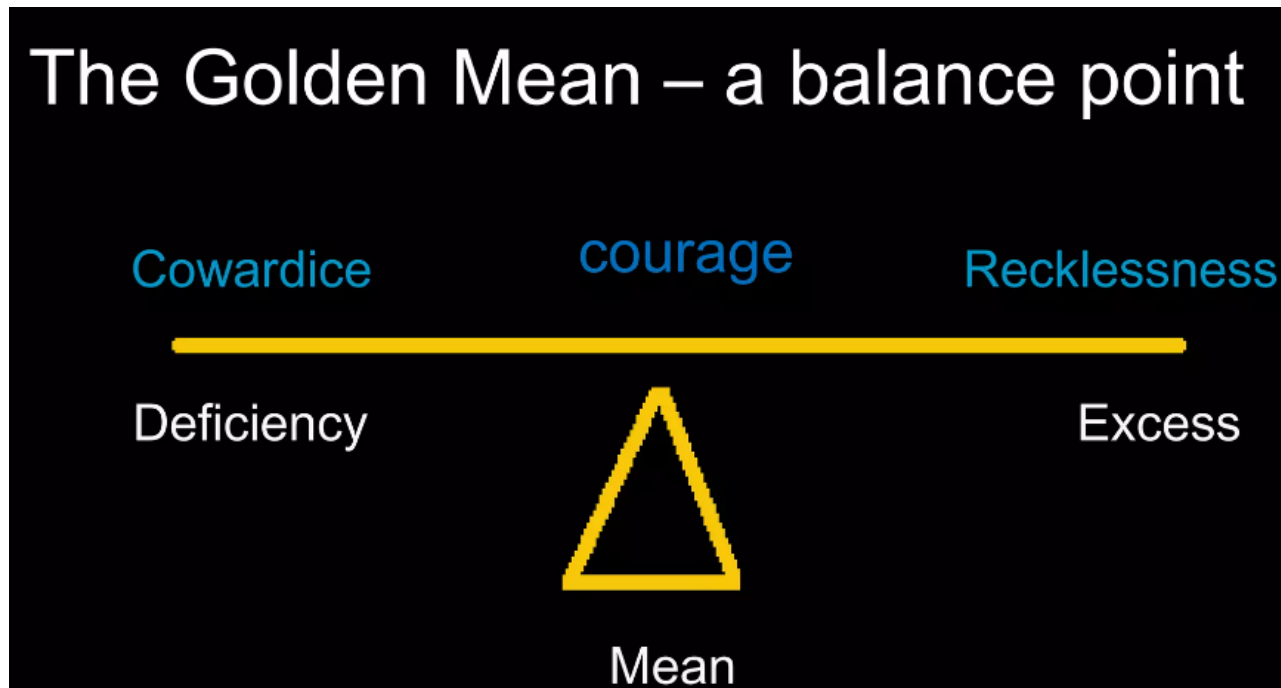 The Golden Mean – a balance point
Cowardice courage Recklessness
Deficiency Excess
Mean